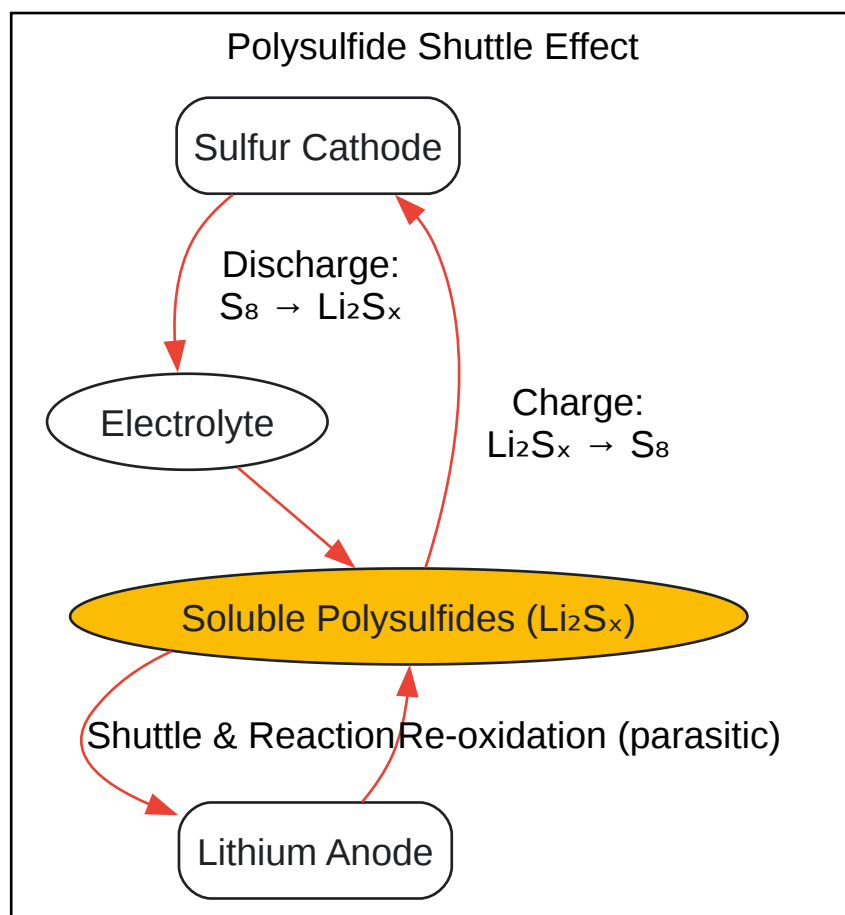 Polysulfide Shuttle Effect
Sulfur Cathode
Discharge:
S₈ → Li₂Sₓ
Electrolyte
Charge:
Li₂Sₓ → S₈
Soluble Polysulfides (Li₂Sₓ)
Shuttle & Reaction
Re-oxidation (parasitic)
Lithium Anode